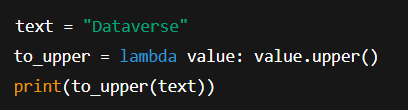 text = "Dataverse"
to_upper = lambda value: value.upper()
print(to_upper(text))